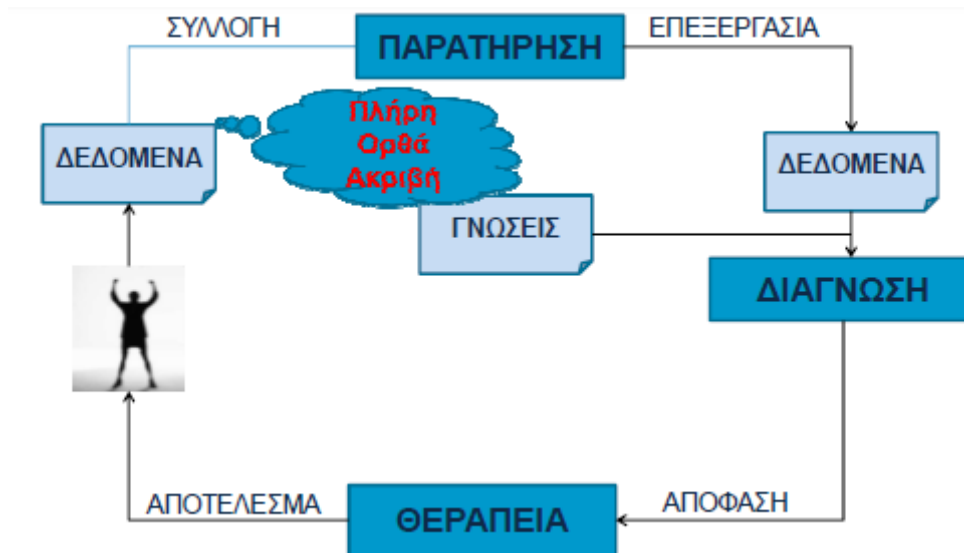 ΣΥΛΛΟΓΗ
ΠΑΡΑΤΗΡΗΣΗ
ΕΠΕΞΕΡΓΑΣΙΑ
ΔΕΔΟΜΕΝΑ
Πλήρη
Ορθά
Ακριβή
ΔΕΔΟΜΕΝΑ
ΓΝΩΣΕΙΣ
ΔΙΑΓΝΩΣΗ
ΑΠΟΤΕΛΕΣΜΑ
ΘΕΡΑΠΕΙΑ
ΑΠΟΦΑΣΗ